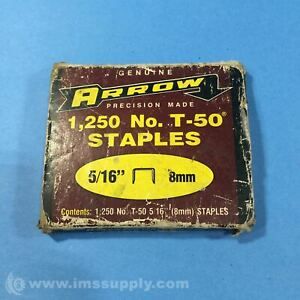 GENUINE
ARROW
PRECISION MADE
1,250 No. T-50®
STAPLES
5/16" 8mm
Contents: 1,250 No. T-50 5 16 (8mm) STAPLES
© www.imssupply.com